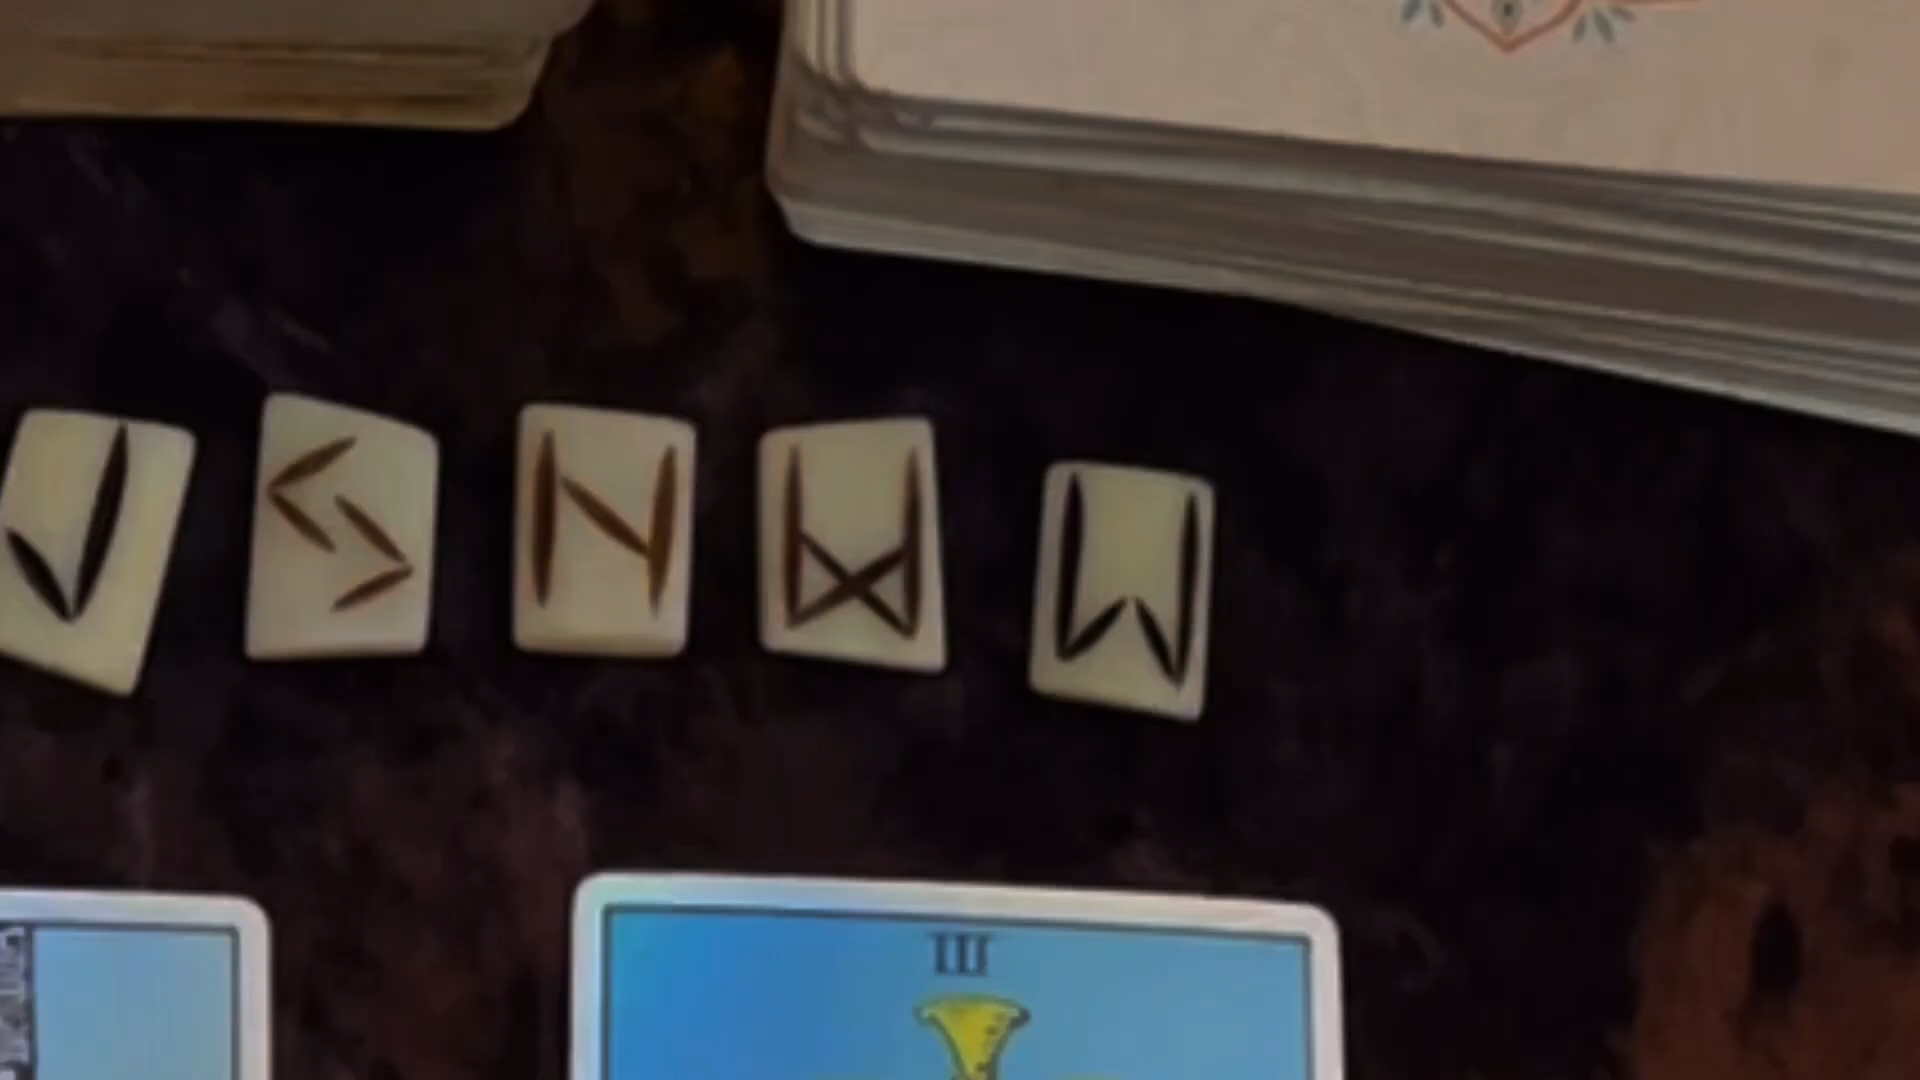 ᛚ ᛃ ᚺ ᛗ ᛖ
III